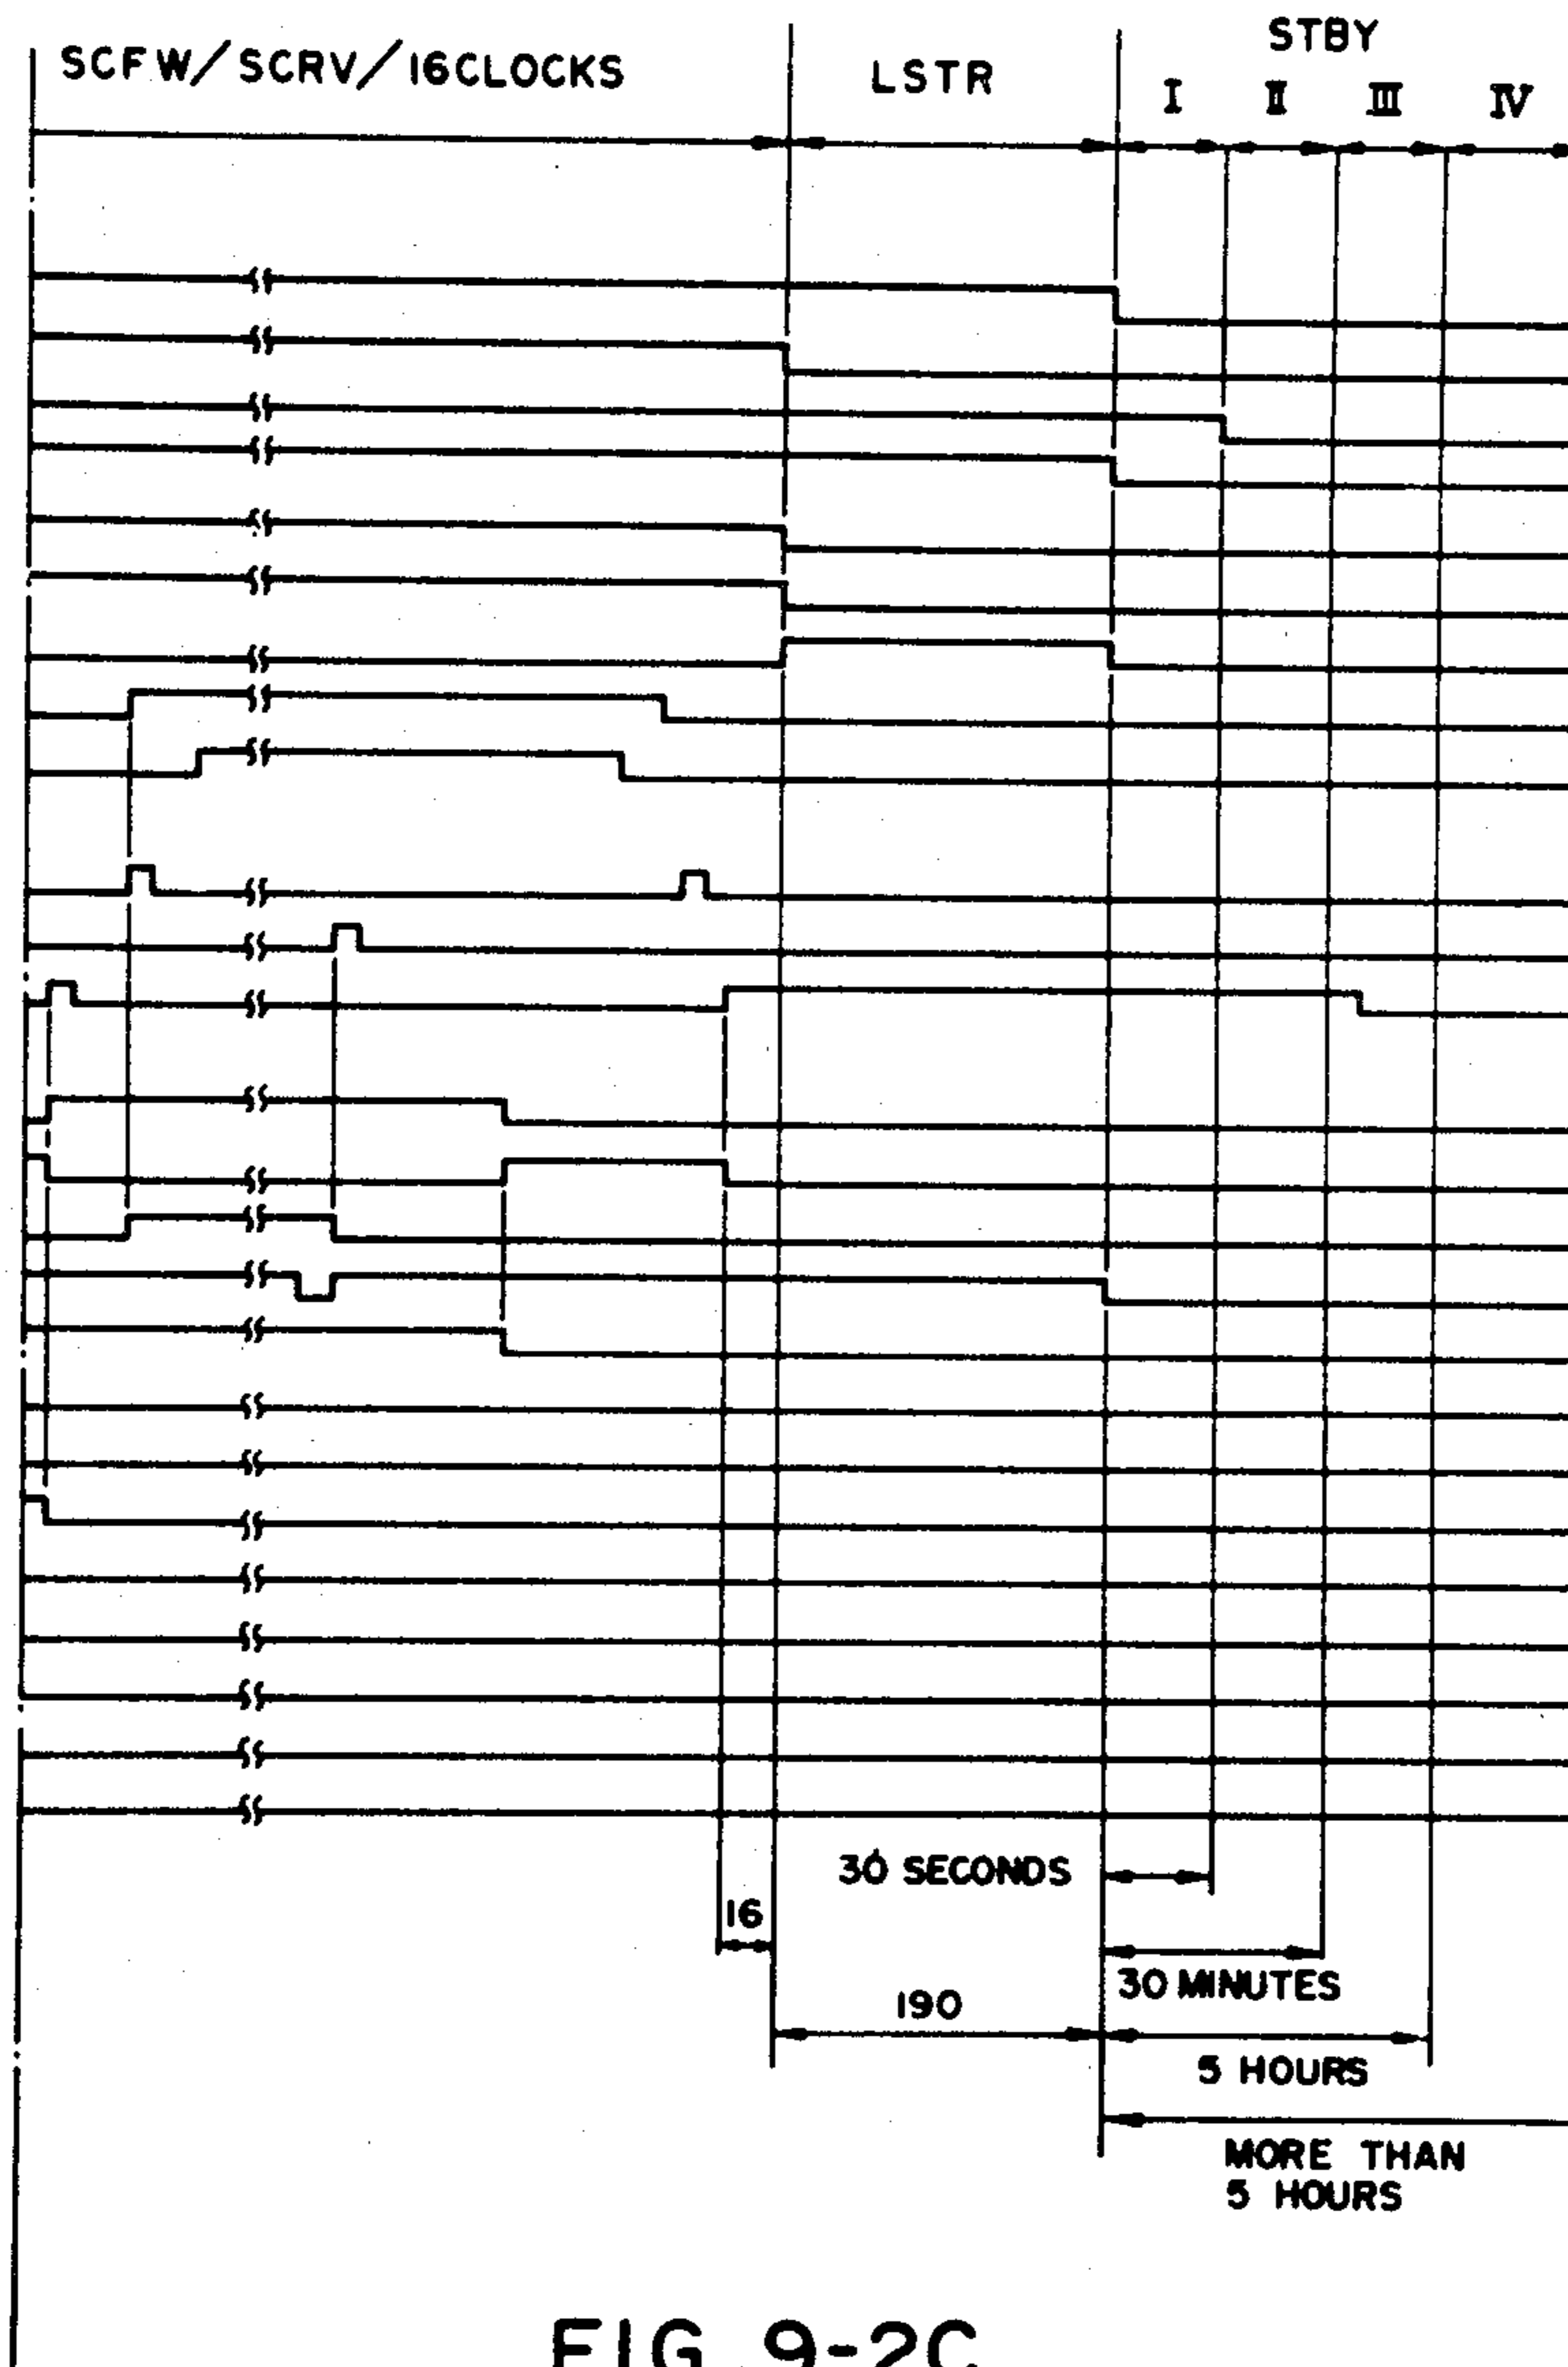 SCFW/SCRV/16CLOCKS
LSTR
STBY
I II III IV
30 SECONDS
16
30 MINUTES
190
5 HOURS
MORE THAN
5 HOURS
FIG. 9-2C